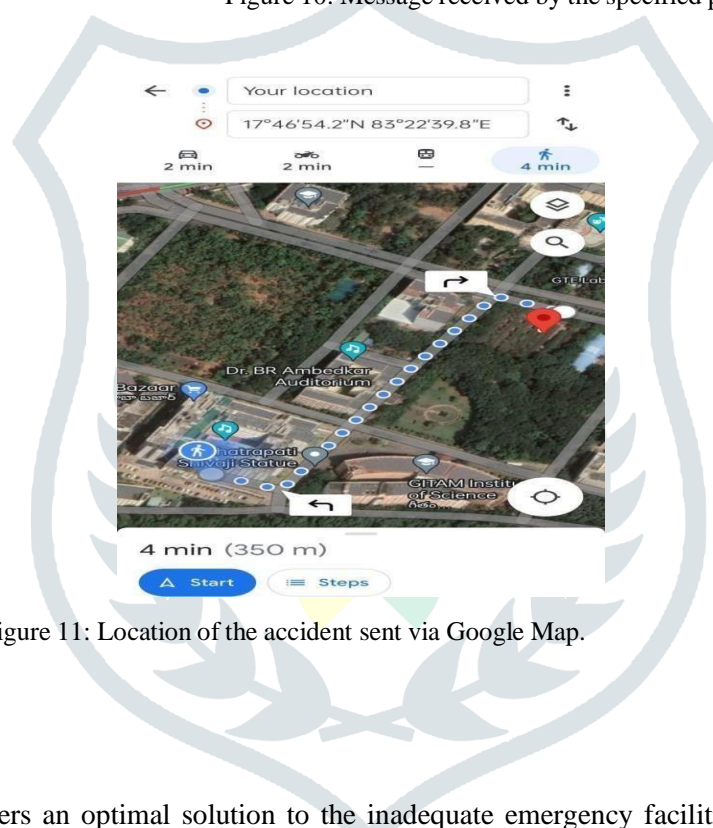 Figure 10: Message received by the specified p
Your location
17°46'54.2"N 83°22'39.8"E
2 min
2 min
—
4 min
GTF Lab
Dr. BR Ambedkar
Auditorium
Bazaar
hatrapati
Shivaji Statue
GITAM Institu
of Science
4 min (350 m)
Start
Steps
igure 11: Location of the accident sent via Google Map.
ers an optimal solution to the inadequate emergency facilit